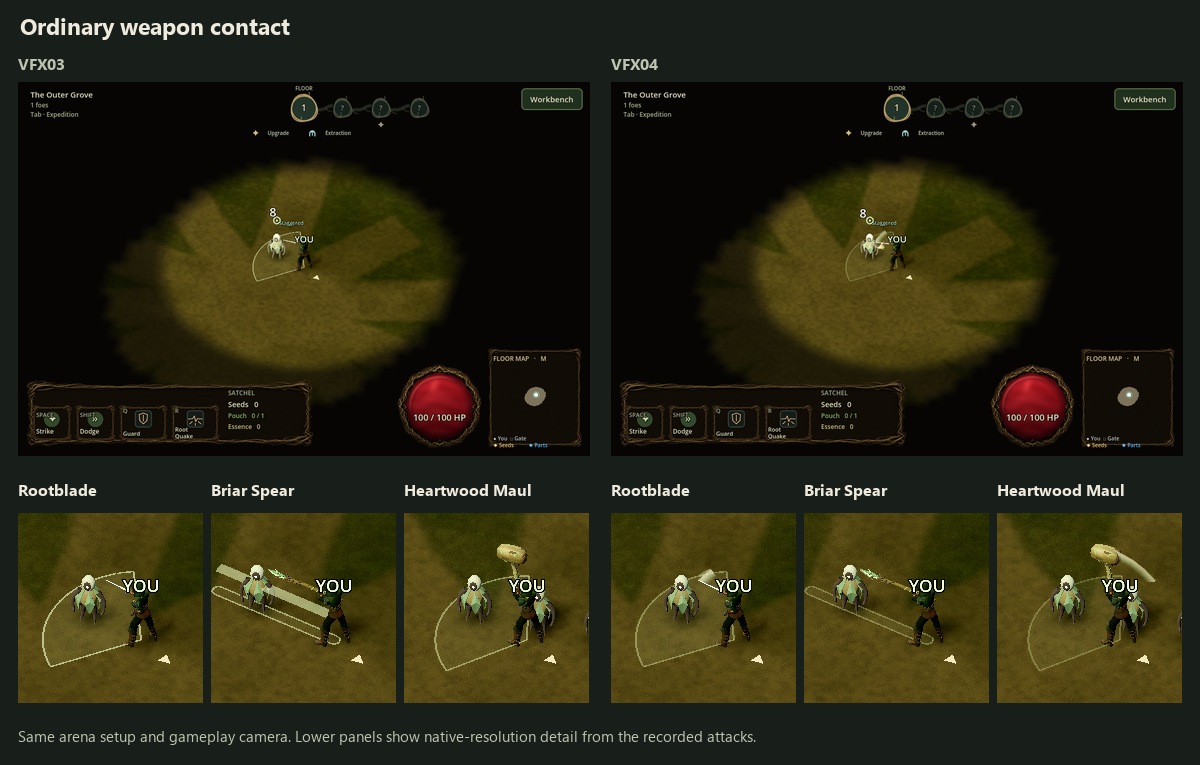 Ordinary weapon contact
VFX03
The Outer Grove
1 foes
Tab · Expedition
FLOOR
1 ? ? ?
Upgrade Extraction
Workbench
8
Staggered
YOU
SPACE
Strike
SHIFT
Dodge
Q
Guard
R
Root Quake
SATCHEL
Seeds 0
Pouch 0 / 1
Essence 0
100 / 100 HP
FLOOR MAP · M
You Gate
Seeds Parts
VFX04
The Outer Grove
1 foes
Tab · Expedition
FLOOR
1 ? ? ?
Upgrade Extraction
Workbench
8
Staggered
YOU
SPACE
Strike
SHIFT
Dodge
Q
Guard
R
Root Quake
SATCHEL
Seeds 0
Pouch 0 / 1
Essence 0
100 / 100 HP
FLOOR MAP · M
You Gate
Seeds Parts
Rootblade Briar Spear Heartwood Maul
YOU YOU YOU
Rootblade Briar Spear Heartwood Maul
YOU YOU YOU
Same arena setup and gameplay camera. Lower panels show native-resolution detail from the recorded attacks.